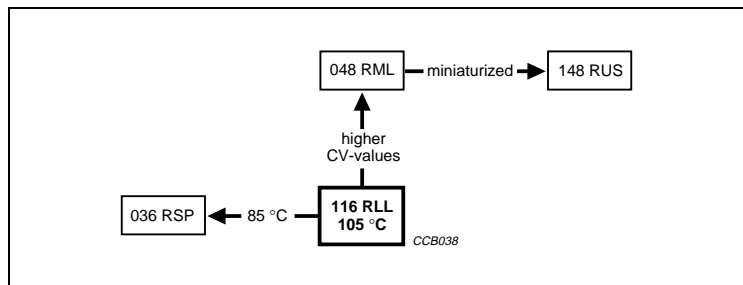 048 RML
miniaturized
148 RUS
higher
CV-values
036 RSP
85 °C
116 RLL
105 °C
CCB038